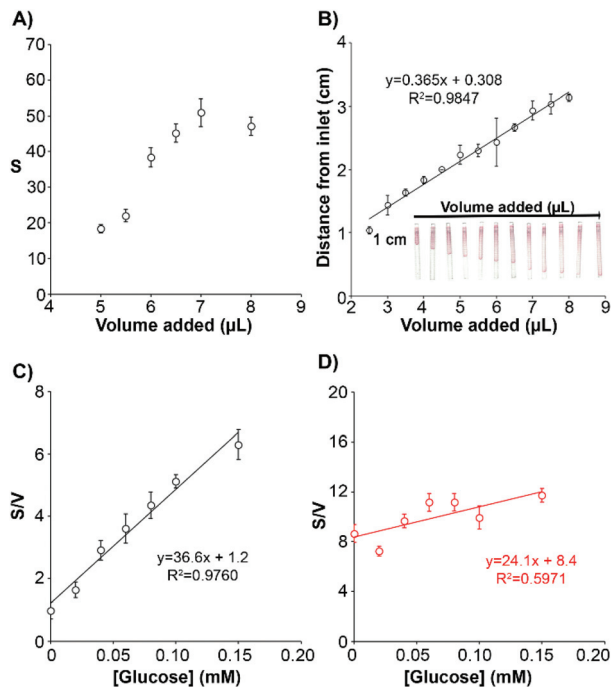 A)
70
60
50
40
30
20
10
0
S
4
5
6
7
8
9
Volume added (µL)
B)
4
3
2
1
0
Distance from inlet (cm)
y=0.365x + 0.308
R²=0.9847
Volume added (µL)
1 cm
2
3
4
5
6
7
8
9
Volume added (µL)
C)
8
6
4
2
0
S/V
y=36.6x + 1.2
R²=0.9760
0
0.05
0.10
0.15
0.20
[Glucose] (mM)
D)
20
16
12
8
4
0
S/V
y=24.1x + 8.4
R²=0.5971
0
0.05
0.10
0.15
0.20
[Glucose] (mM)